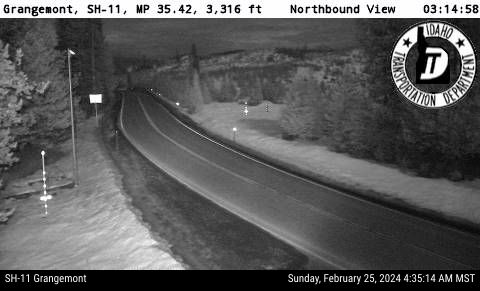 Grangemont, SH-11, MP 35.42, 3,316 ft Northbound View 03:14:58
IDAHO
TRANSPORTATION DEPARTMENT
SH-11 Grangemont Sunday, February 25, 2024 4:35:14 AM MST